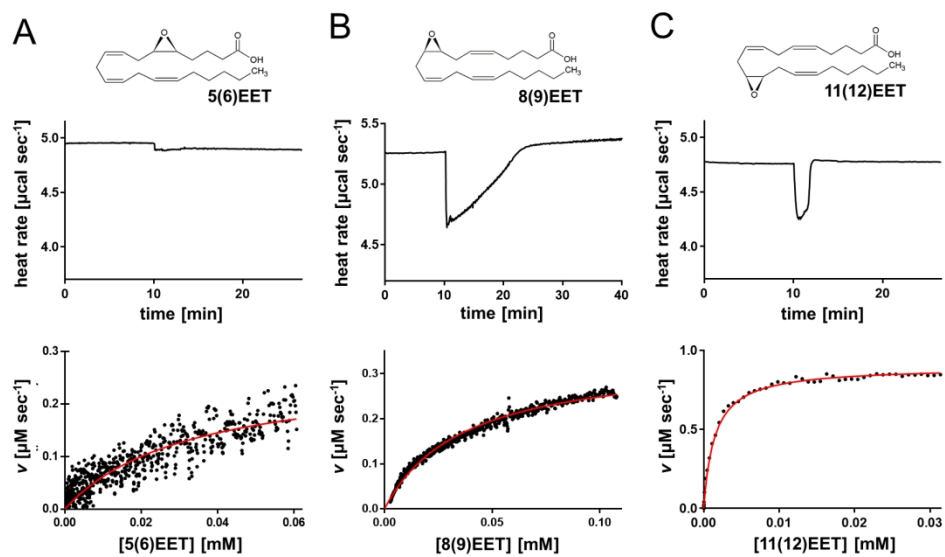 A
B
C
O
O
OH
CH3
5(6)EET
O
O
OH
CH3
8(9)EET
O
OH
CH3
O
11(12)EET
heat rate [µcal sec-1]
5.0
4.5
4.0
0
10
20
time [min]
heat rate [µcal sec-1]
5.5
5.0
4.5
0
10
20
30
40
time [min]
heat rate [µcal sec-1]
5.0
4.5
4.0
0
10
20
time [min]
v [µM sec-1]
0.3
0.2
0.1
0.0
0.00
0.02
0.04
0.06
[5(6)EET] [mM]
v [µM sec-1]
0.3
0.2
0.1
0.0
0.00
0.05
0.10
[8(9)EET] [mM]
v [µM sec-1]
1.0
0.5
0.0
0.00
0.01
0.02
0.03
[11(12)EET] [mM]